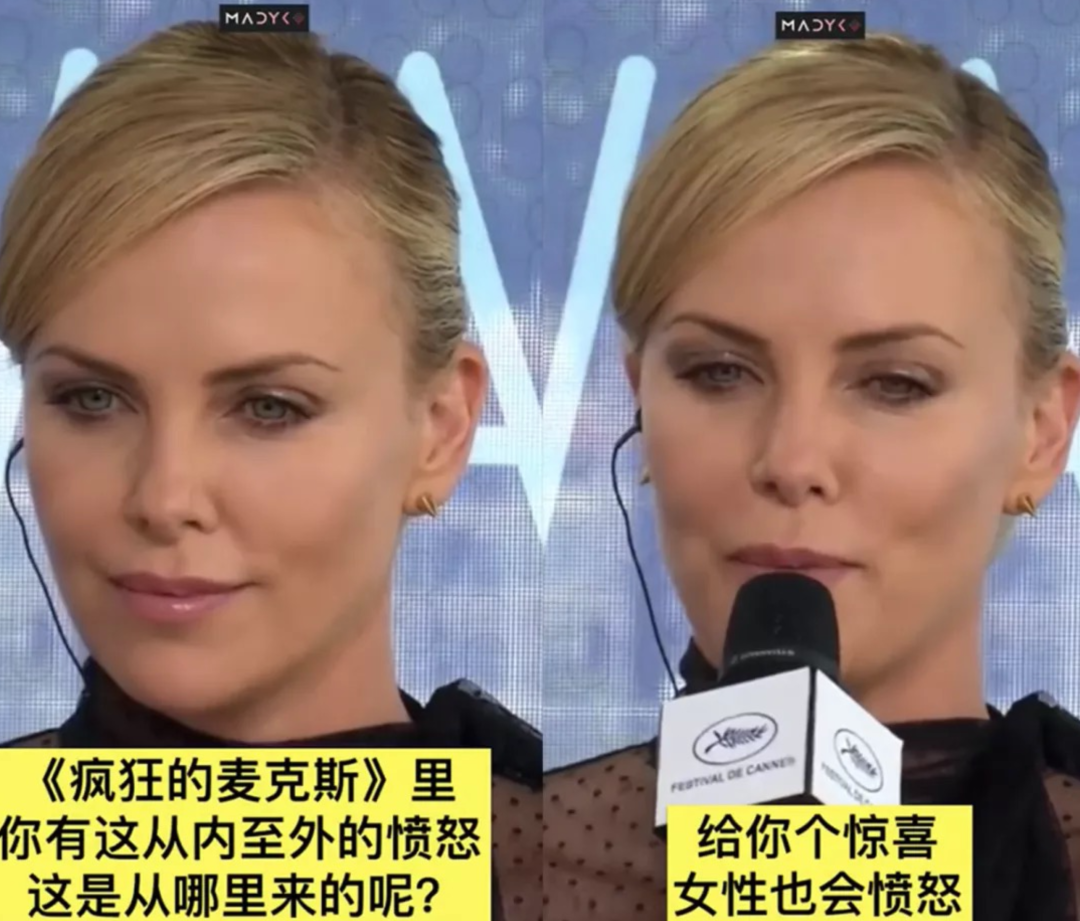 MADYK
MADYK
《疯狂的麦克斯》里
你有这从内至外的愤怒
这是从哪里来的呢?
FESTIVAL DE CANNES
给你个惊喜
女性也会愤怒